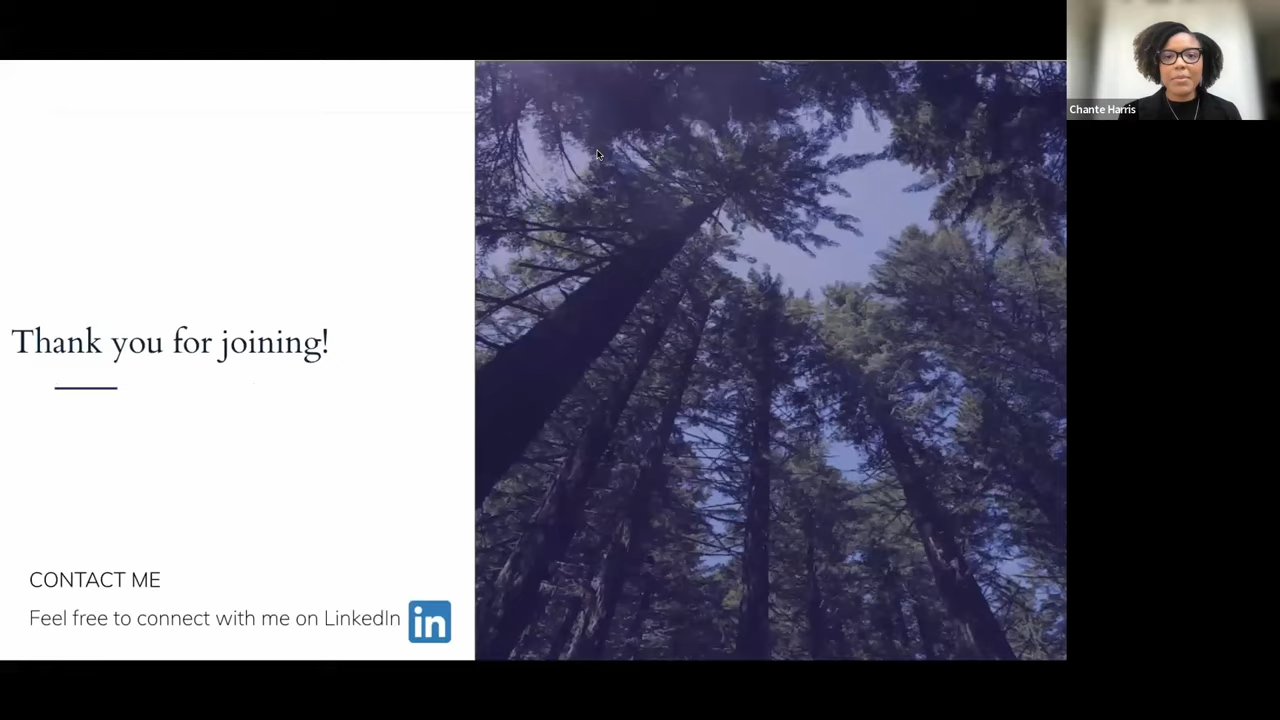 Chante Harris
Thank you for joining!
CONTACT ME
Feel free to connect with me on LinkedIn
in